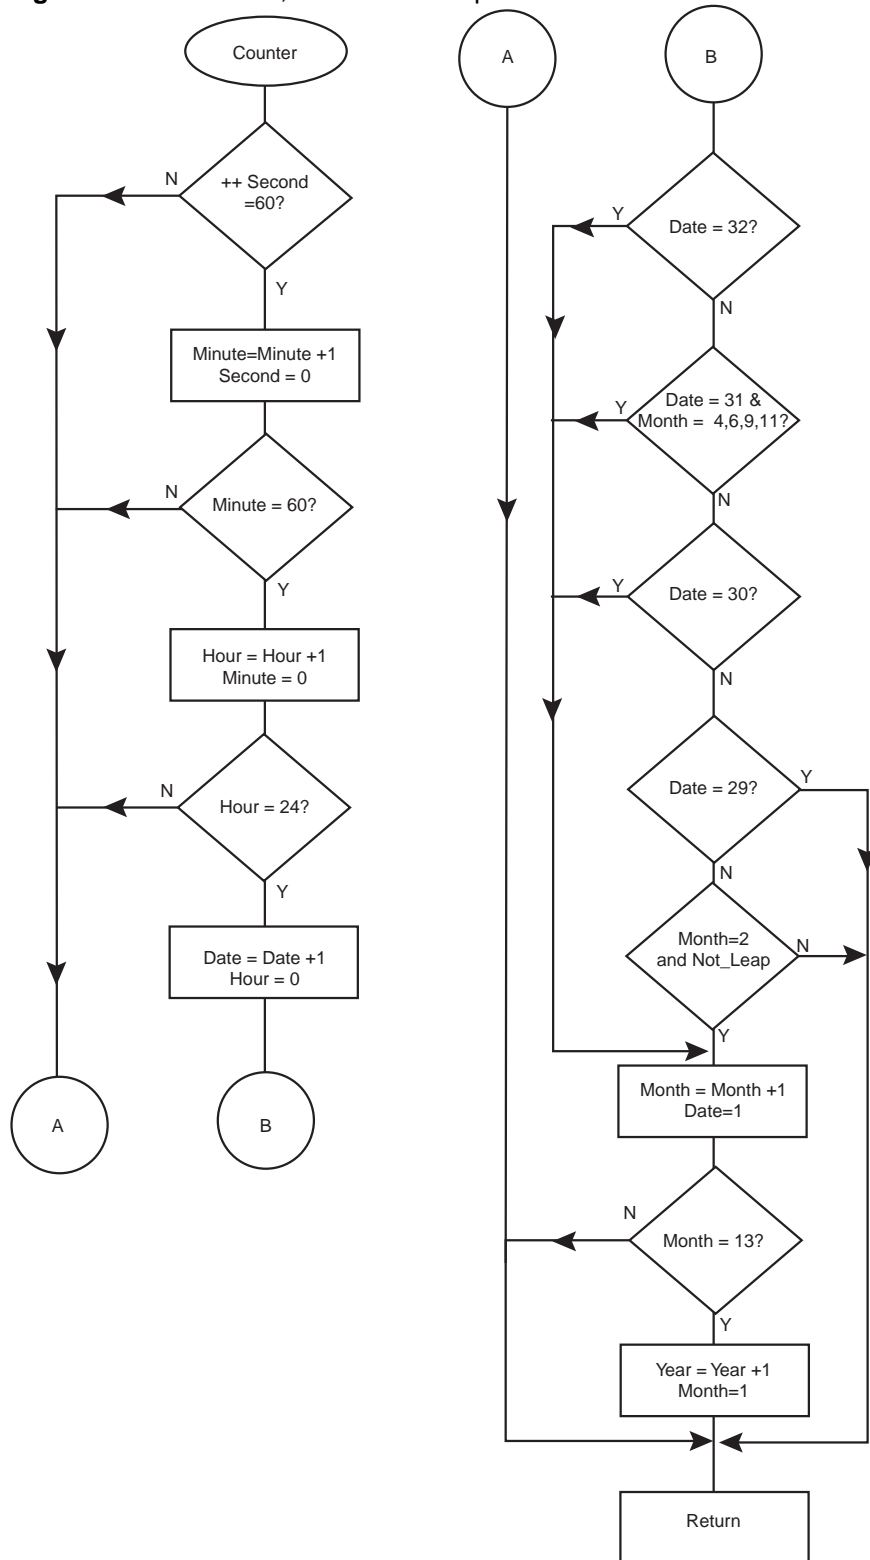 Counter
++ Second
=60?
N
Y
Minute=Minute +1
Second = 0
Minute = 60?
N
Y
Hour = Hour +1
Minute = 0
Hour = 24?
N
Y
Date = Date +1
Hour = 0
A
B
A
B
Date = 32?
Y
N
Date = 31 &
Month =  4,6,9,11?
Y
N
Date = 30?
Y
N
Date = 29?
Y
N
Month=2
and Not_Leap
N
Y
Month = Month +1
Date=1
Month = 13?
N
Y
Year = Year +1
Month=1
Return